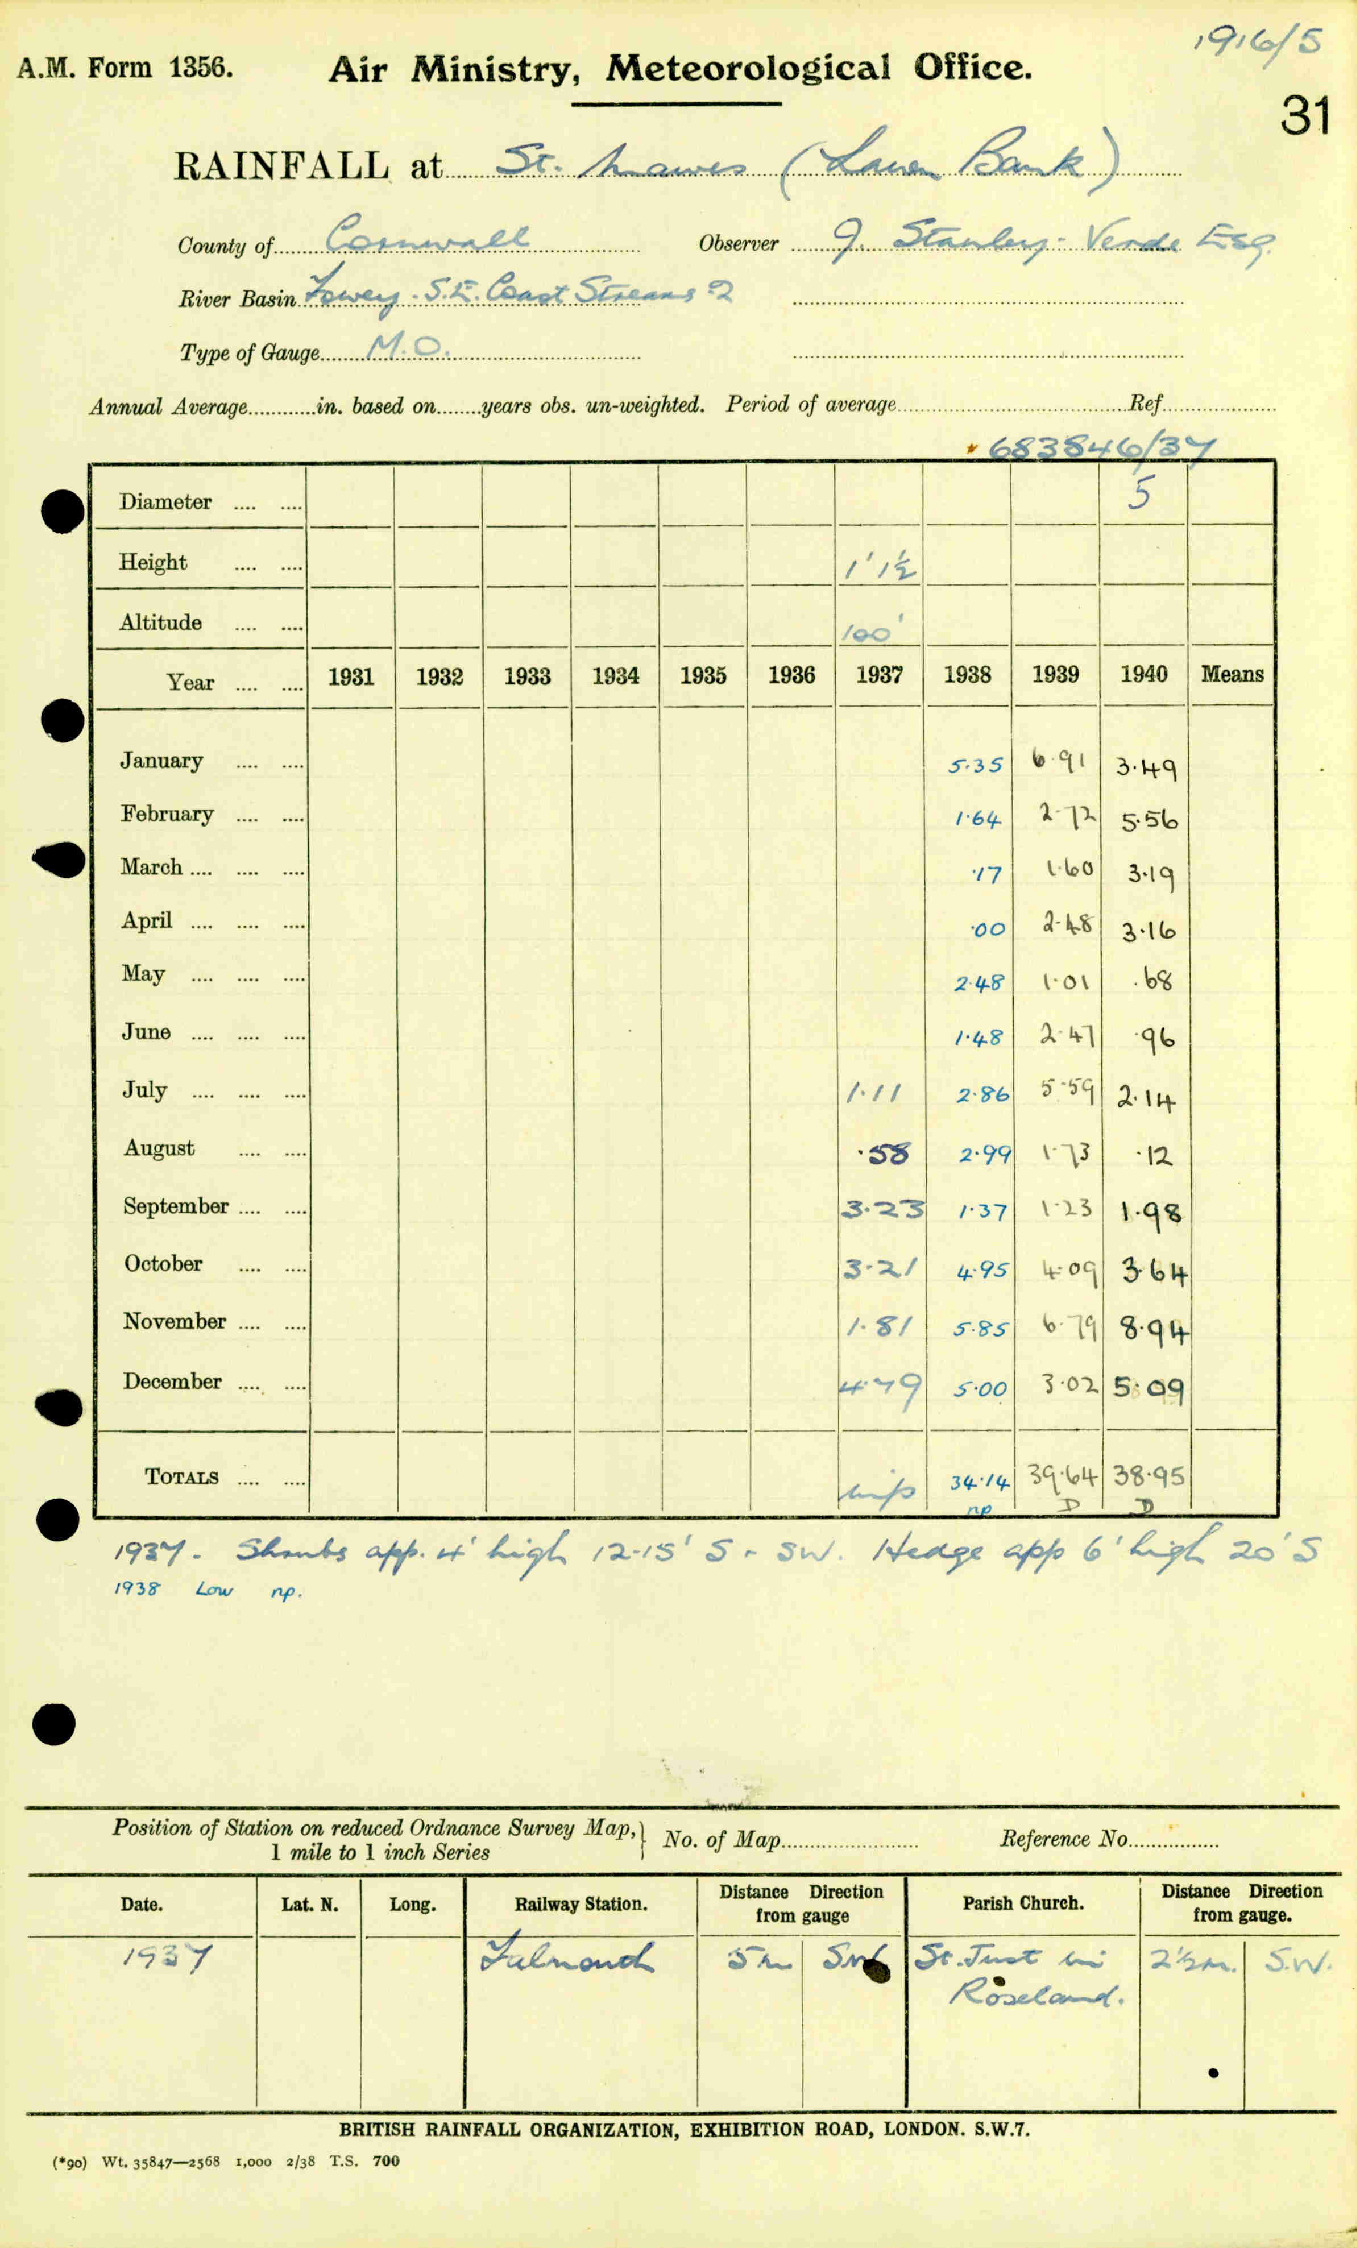 1916/5
A.M. Form 1356. Air Ministry, Meteorological Office.
31
RAINFALL at St. Mawes ( Bank)
County of Cornwall Observer J. Stanley-Verde Esq.
River Basin Fowey. S.E. Coast Streams 2
Type of Gauge M.O.
Annual Average in. based on years obs. un-weighted. Period of average Ref
683846/37
Diameter 5
Height 1' 1½
Altitude 100'
Year 1931 1932 1933 1934 1935 1936 1937 1938 1939 1940 Means
January 5.35 6.91 3.49
February 1.64 2.72 5.56
March .17 1.60 3.19
April .00 2.48 3.16
May 2.48 1.01 .68
June 1.48 2.47 .96
July 1.11 2.86 5.59 2.14
August .58 2.99 1.73 .12
September 3.23 1.37 1.23 1.98
October 3.21 4.95 4.09 3.64
November 1.81 5.85 6.79 8.94
December 4.79 5.00 3.02 5.09
TOTALS 34.14 39.64 38.95
np D D
1937. Shrubs app. 4' high 12-15' S - SW. Hedge app 6' high 20' S
1938 Low np.
Position of Station on reduced Ordnance Survey Map, } No. of Map Reference No.
1 mile to 1 inch Series
Date. Lat. N. Long. Railway Station. Distance Direction from gauge Parish Church. Distance Direction from gauge.
1937 Falmouth 5m SW St. Just in 2½m. S.W.
Roseland.
BRITISH RAINFALL ORGANIZATION, EXHIBITION ROAD, LONDON. S.W.7.
(*90) Wt. 35847—2568 1,000 2/38 T.S. 700